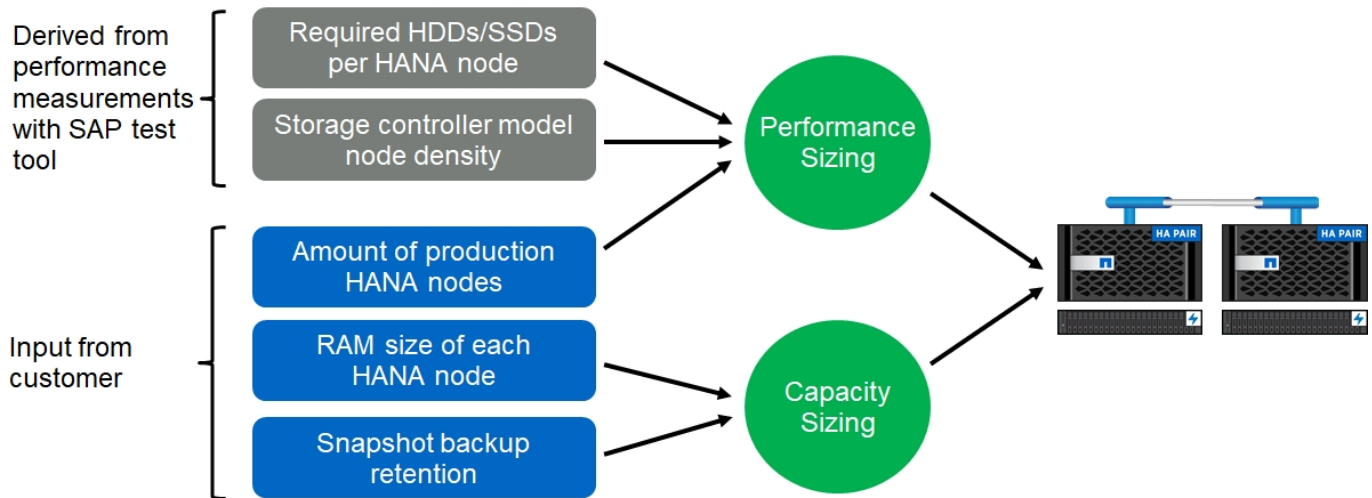 Derived from
performance
measurements
with SAP test
tool
Required HDDs/SSDs
per HANA node
Storage controller model
node density
Performance
Sizing
Input from
customer
Amount of production
HANA nodes
RAM size of each
HANA node
Snapshot backup
retention
Capacity
Sizing
HA PAIR
HA PAIR